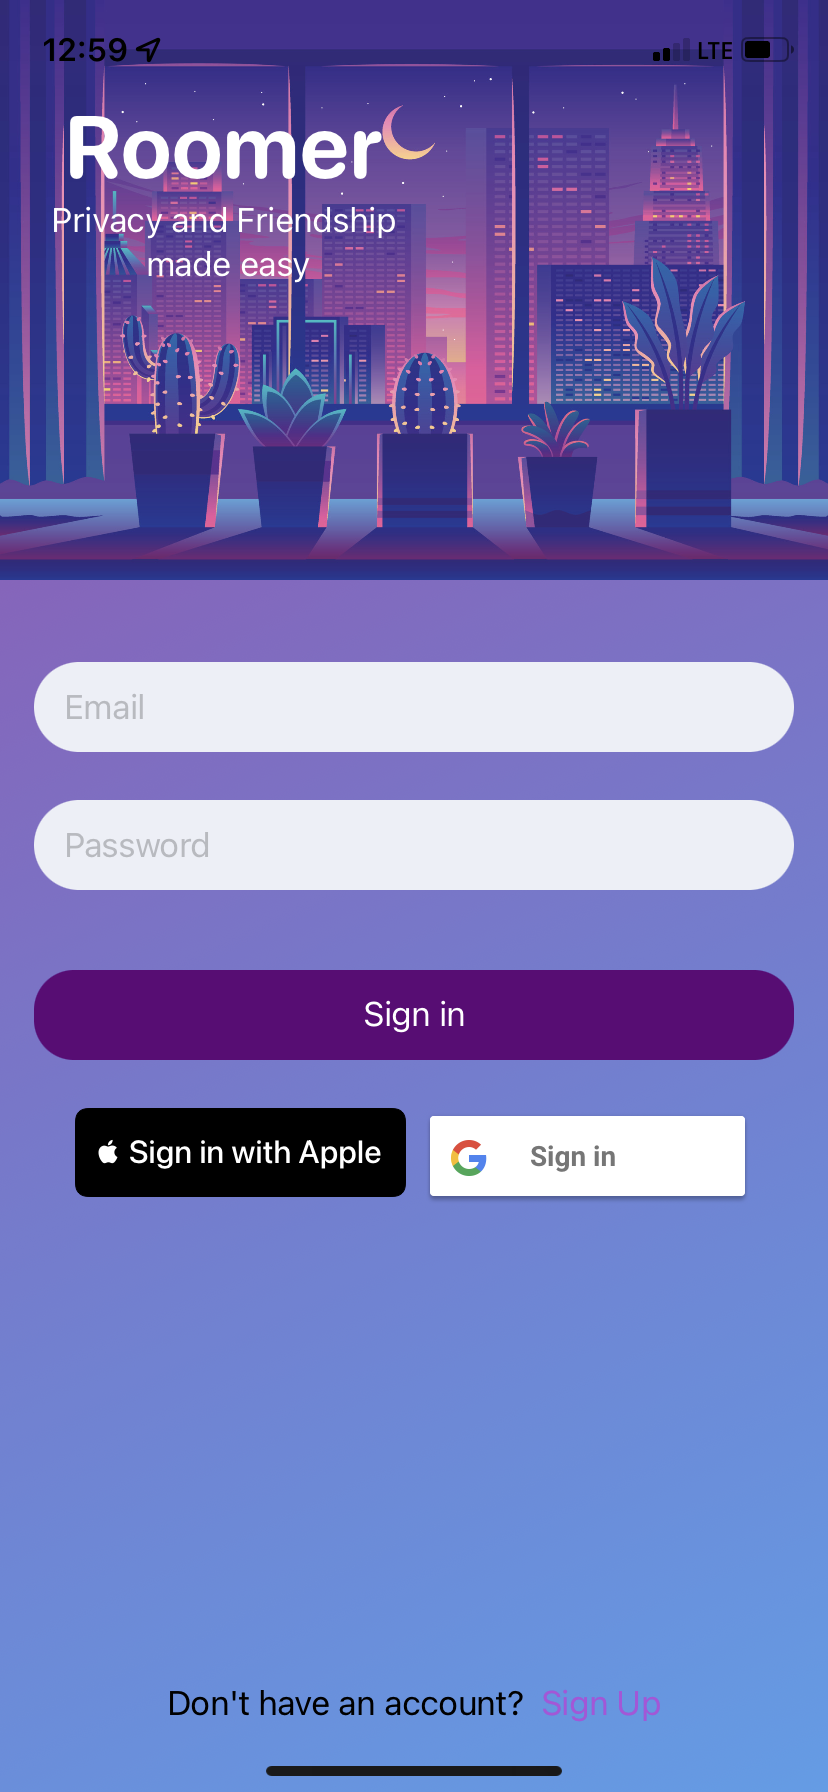 12:59 LTE
Roomer
Privacy and Friendship
made easy
Email
Password
Sign in
Sign in with Apple Sign in
Don't have an account? Sign Up